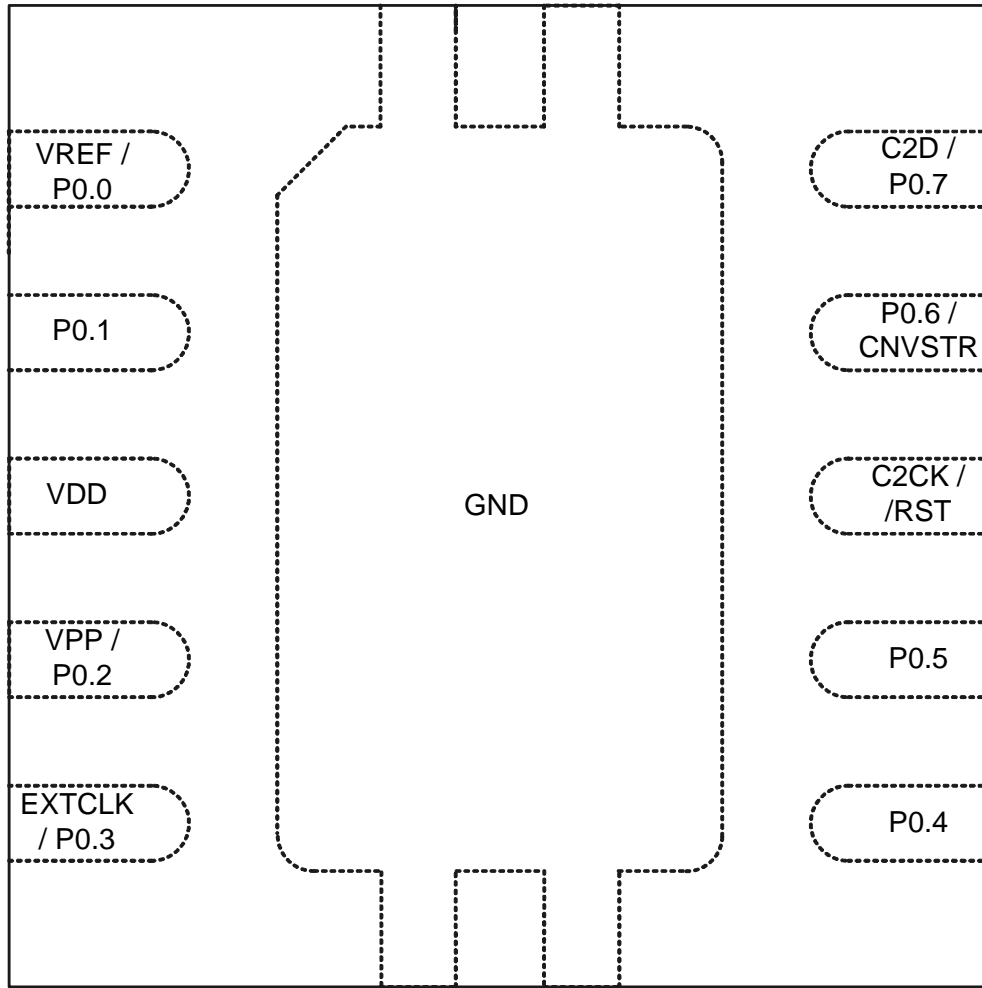 VREF /
P0.0
P0.1
VDD
VPP /
P0.2
EXTCLK
/ P0.3
GND
C2D /
P0.7
P0.6 /
CNVSTR
C2CK /
/RST
P0.5
P0.4